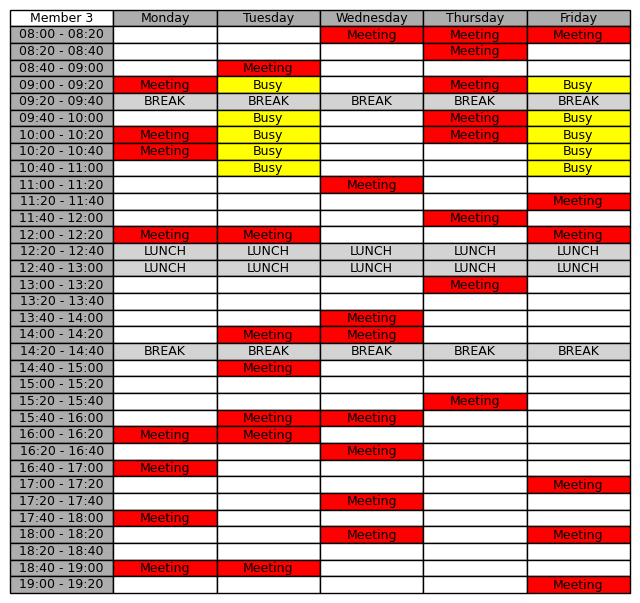 Member 3 Monday Tuesday Wednesday Thursday Friday
08:00 - 08:20 Meeting Meeting Meeting
08:20 - 08:40 Meeting
08:40 - 09:00 Meeting
09:00 - 09:20 Meeting Busy Meeting Busy
09:20 - 09:40 BREAK BREAK BREAK BREAK BREAK
09:40 - 10:00 Busy Meeting Busy
10:00 - 10:20 Meeting Busy Meeting Busy
10:20 - 10:40 Meeting Busy Busy
10:40 - 11:00 Busy Busy
11:00 - 11:20 Meeting
11:20 - 11:40 Meeting
11:40 - 12:00 Meeting
12:00 - 12:20 Meeting Meeting Meeting
12:20 - 12:40 LUNCH LUNCH LUNCH LUNCH LUNCH
12:40 - 13:00 LUNCH LUNCH LUNCH LUNCH LUNCH
13:00 - 13:20 Meeting
13:20 - 13:40
13:40 - 14:00 Meeting
14:00 - 14:20 Meeting Meeting
14:20 - 14:40 BREAK BREAK BREAK BREAK BREAK
14:40 - 15:00 Meeting
15:00 - 15:20
15:20 - 15:40 Meeting
15:40 - 16:00 Meeting Meeting
16:00 - 16:20 Meeting Meeting
16:20 - 16:40 Meeting
16:40 - 17:00 Meeting
17:00 - 17:20 Meeting
17:20 - 17:40 Meeting
17:40 - 18:00 Meeting
18:00 - 18:20 Meeting Meeting
18:20 - 18:40
18:40 - 19:00 Meeting Meeting
19:00 - 19:20 Meeting